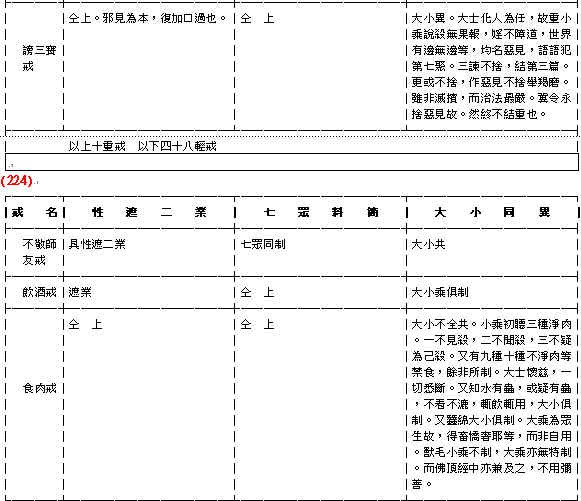 仝上。邪見為本，復加口過也。
仝　上
大小異。大士化人為任，故重小
乘說殺無果報，婬不障道，世界
謗三寶
戒
有邊無邊等，均名惡見，語語犯
第七聚。三諫不捨，結第三篇。
更或不捨，作惡見不捨舉羯磨。
雖非滅擯，而治法最嚴。冀令永
捨惡見故。然終不結重也。
以上十重戒　以下四十八輕戒
(224)
戒　名
性　遮　二　業
七　眾　料　簡
大　小　同　異
不敬師
友戒
具性遮二業
七眾同制
大小共
飲酒戒
遮業
仝　上
大小乘俱制
食肉戒
仝　上
仝　上
大小不全共。小乘初聽三種淨肉
。一不見殺，二不聞殺，三不疑
為己殺。又有九種十種不淨肉等
禁食，餘非所制。大士懷茲，一
切悉斷。又知水有蟲，或疑有蟲
，不看不漉，輒飲輒用，大小俱
制。又蠶綿大小俱制。大乘為眾
生故，得畜憍奢耶等，而非自用
。獸毛小乘不制，大乘亦無特制
。而佛頂經中亦兼及之，不用彌
善。